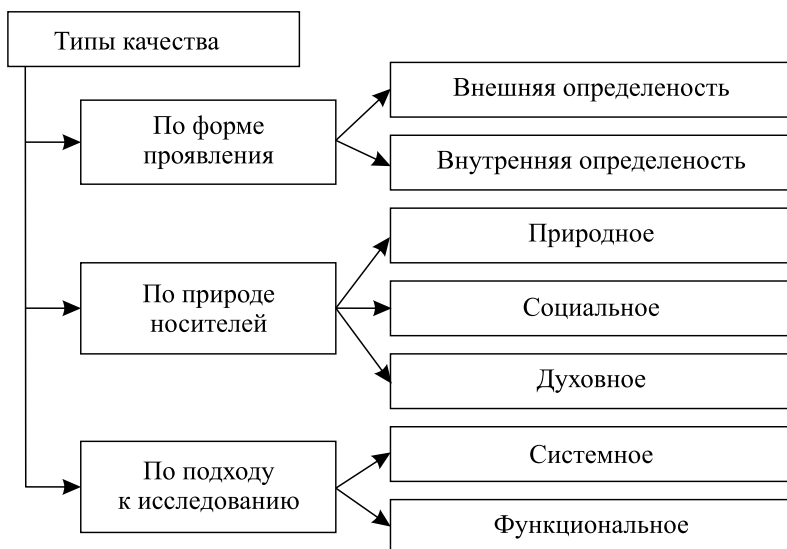 Типы качества
По форме
проявления
Внешняя определеность
Внутренняя определеность
По природе
носителей
Природное
Социальное
Духовное
По подходу
к исследованию
Системное
Функциональное